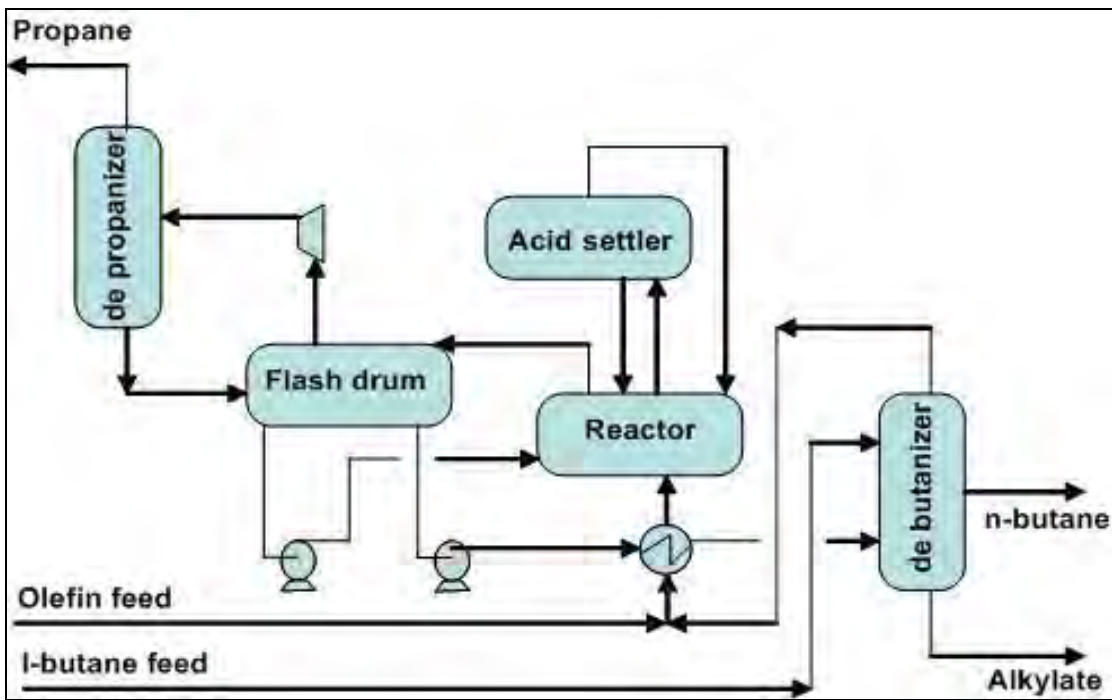 Propane
de propanizer
Acid settler
Flash drum
Reactor
de butanizer
n-butane
Olefin feed
I-butane feed
Alkylate